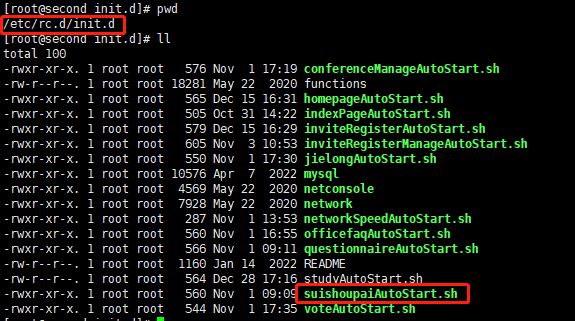 [root@second init.d]# pwd
/etc/rc.d/init.d
[root@second init.d]# ll
total 100
-rwxr-xr-x. 1 root root 576 Nov 1 17:19 conferenceManageAutoStart.sh
-rw-r--r--. 1 root root 18281 May 22 2020 functions
-rwxr-xr-x. 1 root root 565 Dec 15 16:31 homepageAutoStart.sh
-rwxr-xr-x. 1 root root 505 Oct 31 14:22 indexPageAutoStart.sh
-rwxr-xr-x. 1 root root 579 Dec 15 16:29 inviteRegisterAutoStart.sh
-rwxr-xr-x. 1 root root 605 Nov 3 10:53 inviteRegisterManageAutoStart.sh
-rwxr-xr-x. 1 root root 550 Nov 1 17:30 jielongAutoStart.sh
-rwxr-xr-x 1 root root 10576 Apr 7 2022 mysql
-rwxr-xr-x. 1 root root 4569 May 22 2020 netconsole
-rwxr-xr-x. 1 root root 7928 May 22 2020 network
-rwxr-xr-x. 1 root root 287 Nov 1 13:53 networkSpeedAutoStart.sh
-rwxr-xr-x. 1 root root 560 Nov 1 16:55 officefaqAutoStart.sh
-rwxr-xr-x. 1 root root 566 Nov 1 09:11 questionnaireAutoStart.sh
-rw-r--r--. 1 root root 1160 Jan 14 2022 README
-rw-r--r--. 1 root root 564 Dec 28 17:16 studyAutoStart.sh
-rwxr-xr-x. 1 root root 560 Nov 1 09:09 suishoupaiAutoStart.sh
-rwxr-xr-x. 1 root root 544 Nov 1 17:35 voteAutoStart.sh